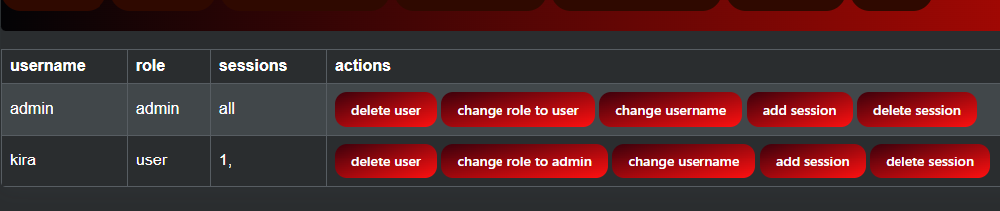 username role sessions actions
admin admin all delete user change role to user change username add session delete session
kira user 1, delete user change role to admin change username add session delete session